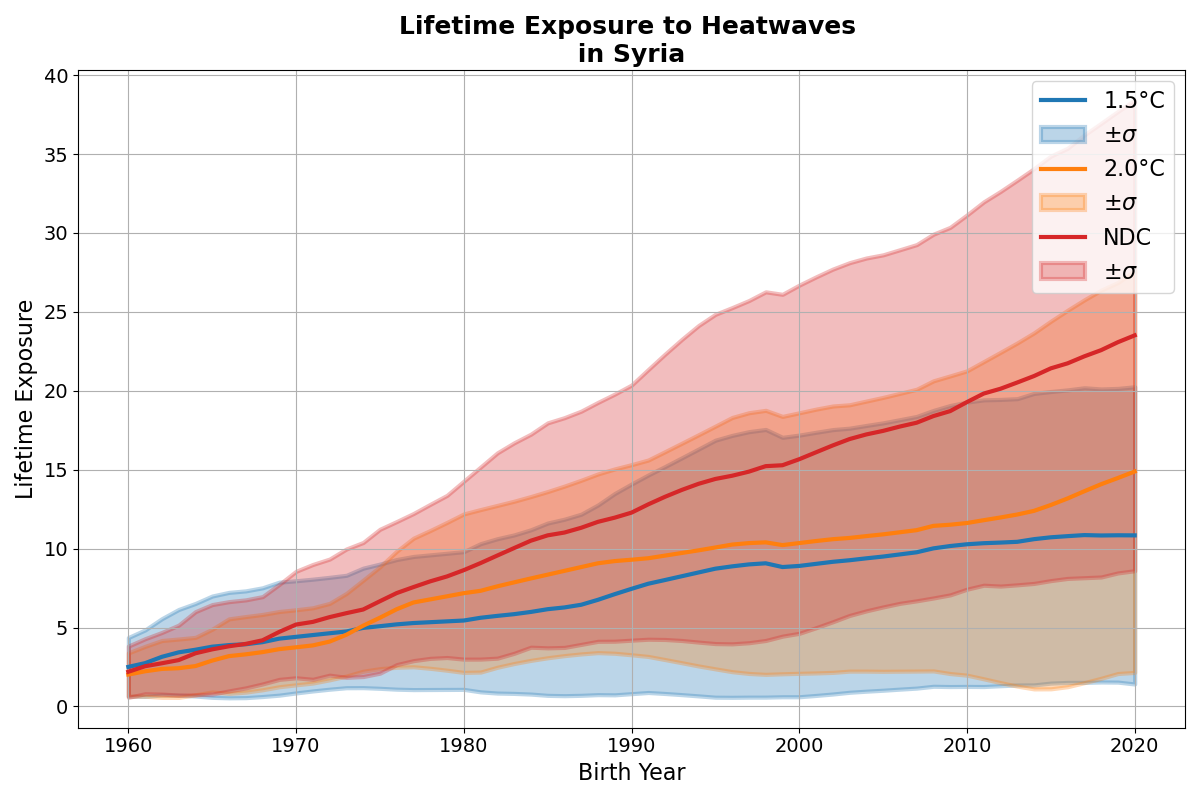 Lifetime Exposure to Heatwaves
in Syria
40
35
30
25
20
15
10
5
0
Lifetime Exposure
1.5°C
±σ
2.0°C
±σ
NDC
±σ
1960 1970 1980 1990 2000 2010 2020
Birth Year